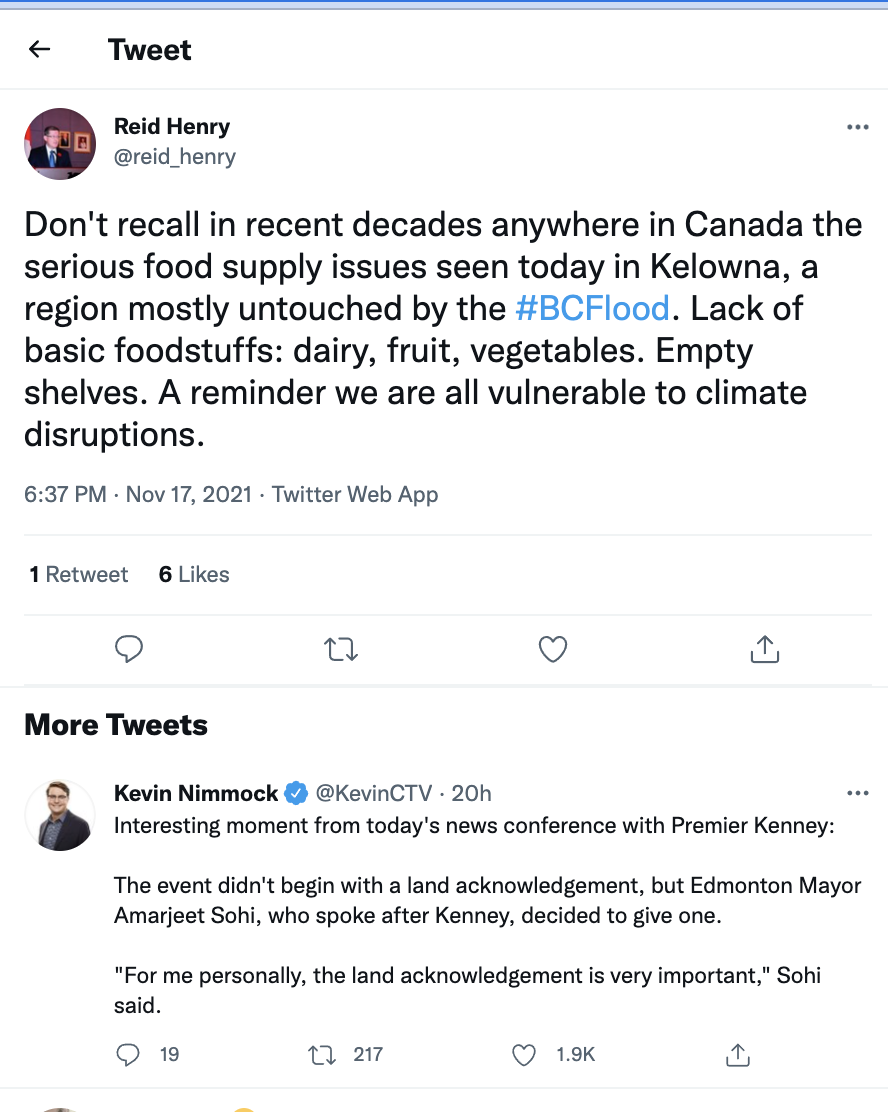 Tweet
Reid Henry
@reid_henry
Don't recall in recent decades anywhere in Canada the
serious food supply issues seen today in Kelowna, a
region mostly untouched by the #BCFlood. Lack of
basic foodstuffs: dairy, fruit, vegetables. Empty
shelves. A reminder we are all vulnerable to climate
disruptions.
6:37 PM · Nov 17, 2021 · Twitter Web App
1 Retweet 6 Likes
More Tweets
Kevin Nimmock @KevinCTV · 20h
Interesting moment from today's news conference with Premier Kenney:
The event didn't begin with a land acknowledgement, but Edmonton Mayor
Amarjeet Sohi, who spoke after Kenney, decided to give one.
"For me personally, the land acknowledgement is very important," Sohi
said.
19 217 1.9K